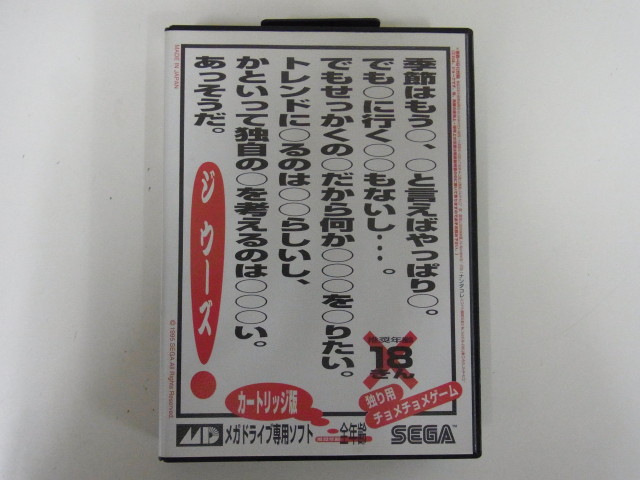 季節はもう○、○と言えばやっぱり○。
でも○に行く○○もないし・・・。
でもせっかくの○だから何か○○○を○りたい。
トレンドに○るのは○○らしいし、
かといって独自の○を考えるのは○○○い。
あっそうだ。
ジ ウーズ!
MADE IN JAPAN
© 1995 SEGA All Rights Reserved.
推奨年齢
18
さん
独り用
チョメチョメゲーム
カートリッジ版
MD
メガドライブ専用ソフト
全年齢
SEGA